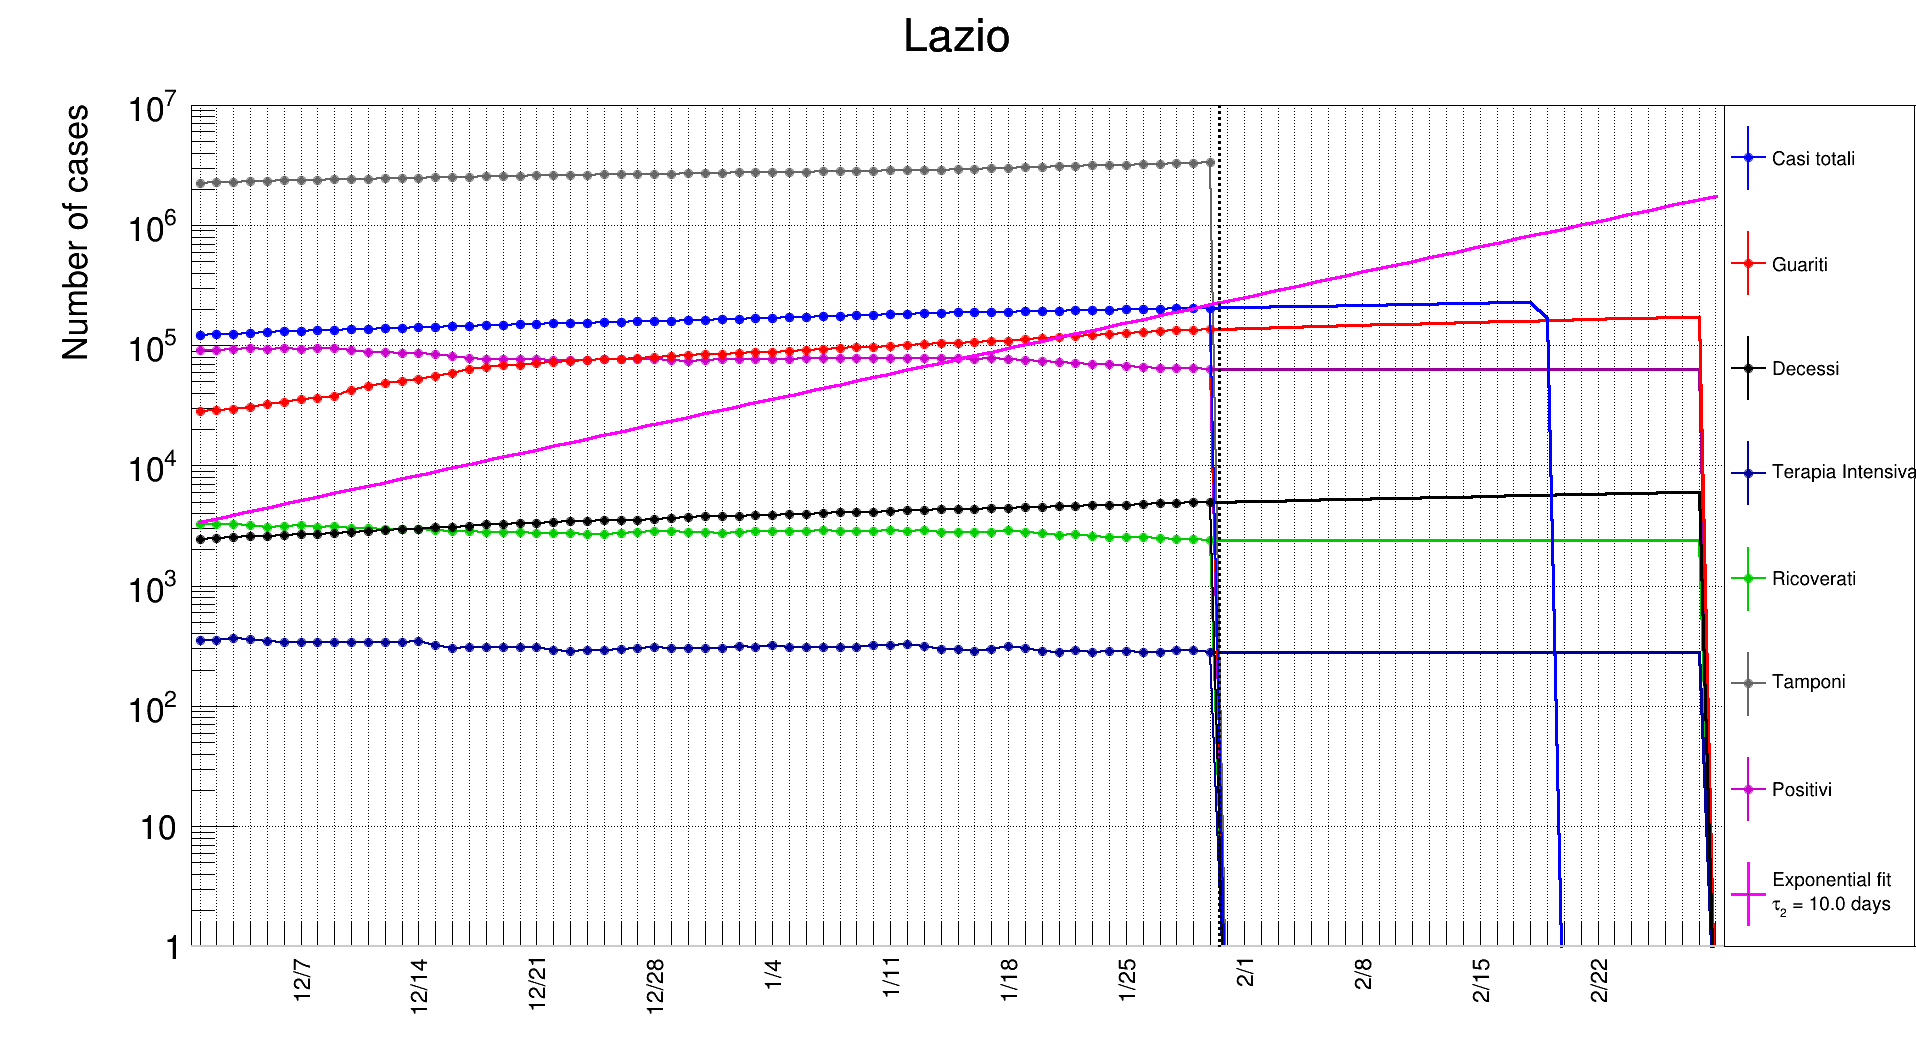 Lazio
Number of cases
10^7
10^6
10^5
10^4
10^3
10^2
10
1
12/7
12/14
12/21
12/28
1/4
1/11
1/18
1/25
2/1
2/8
2/15
2/22
Casi totali
Guariti
Decessi
Terapia Intensiva
Ricoverati
Tamponi
Positivi
Exponential fit
τ_2 = 10.0 days